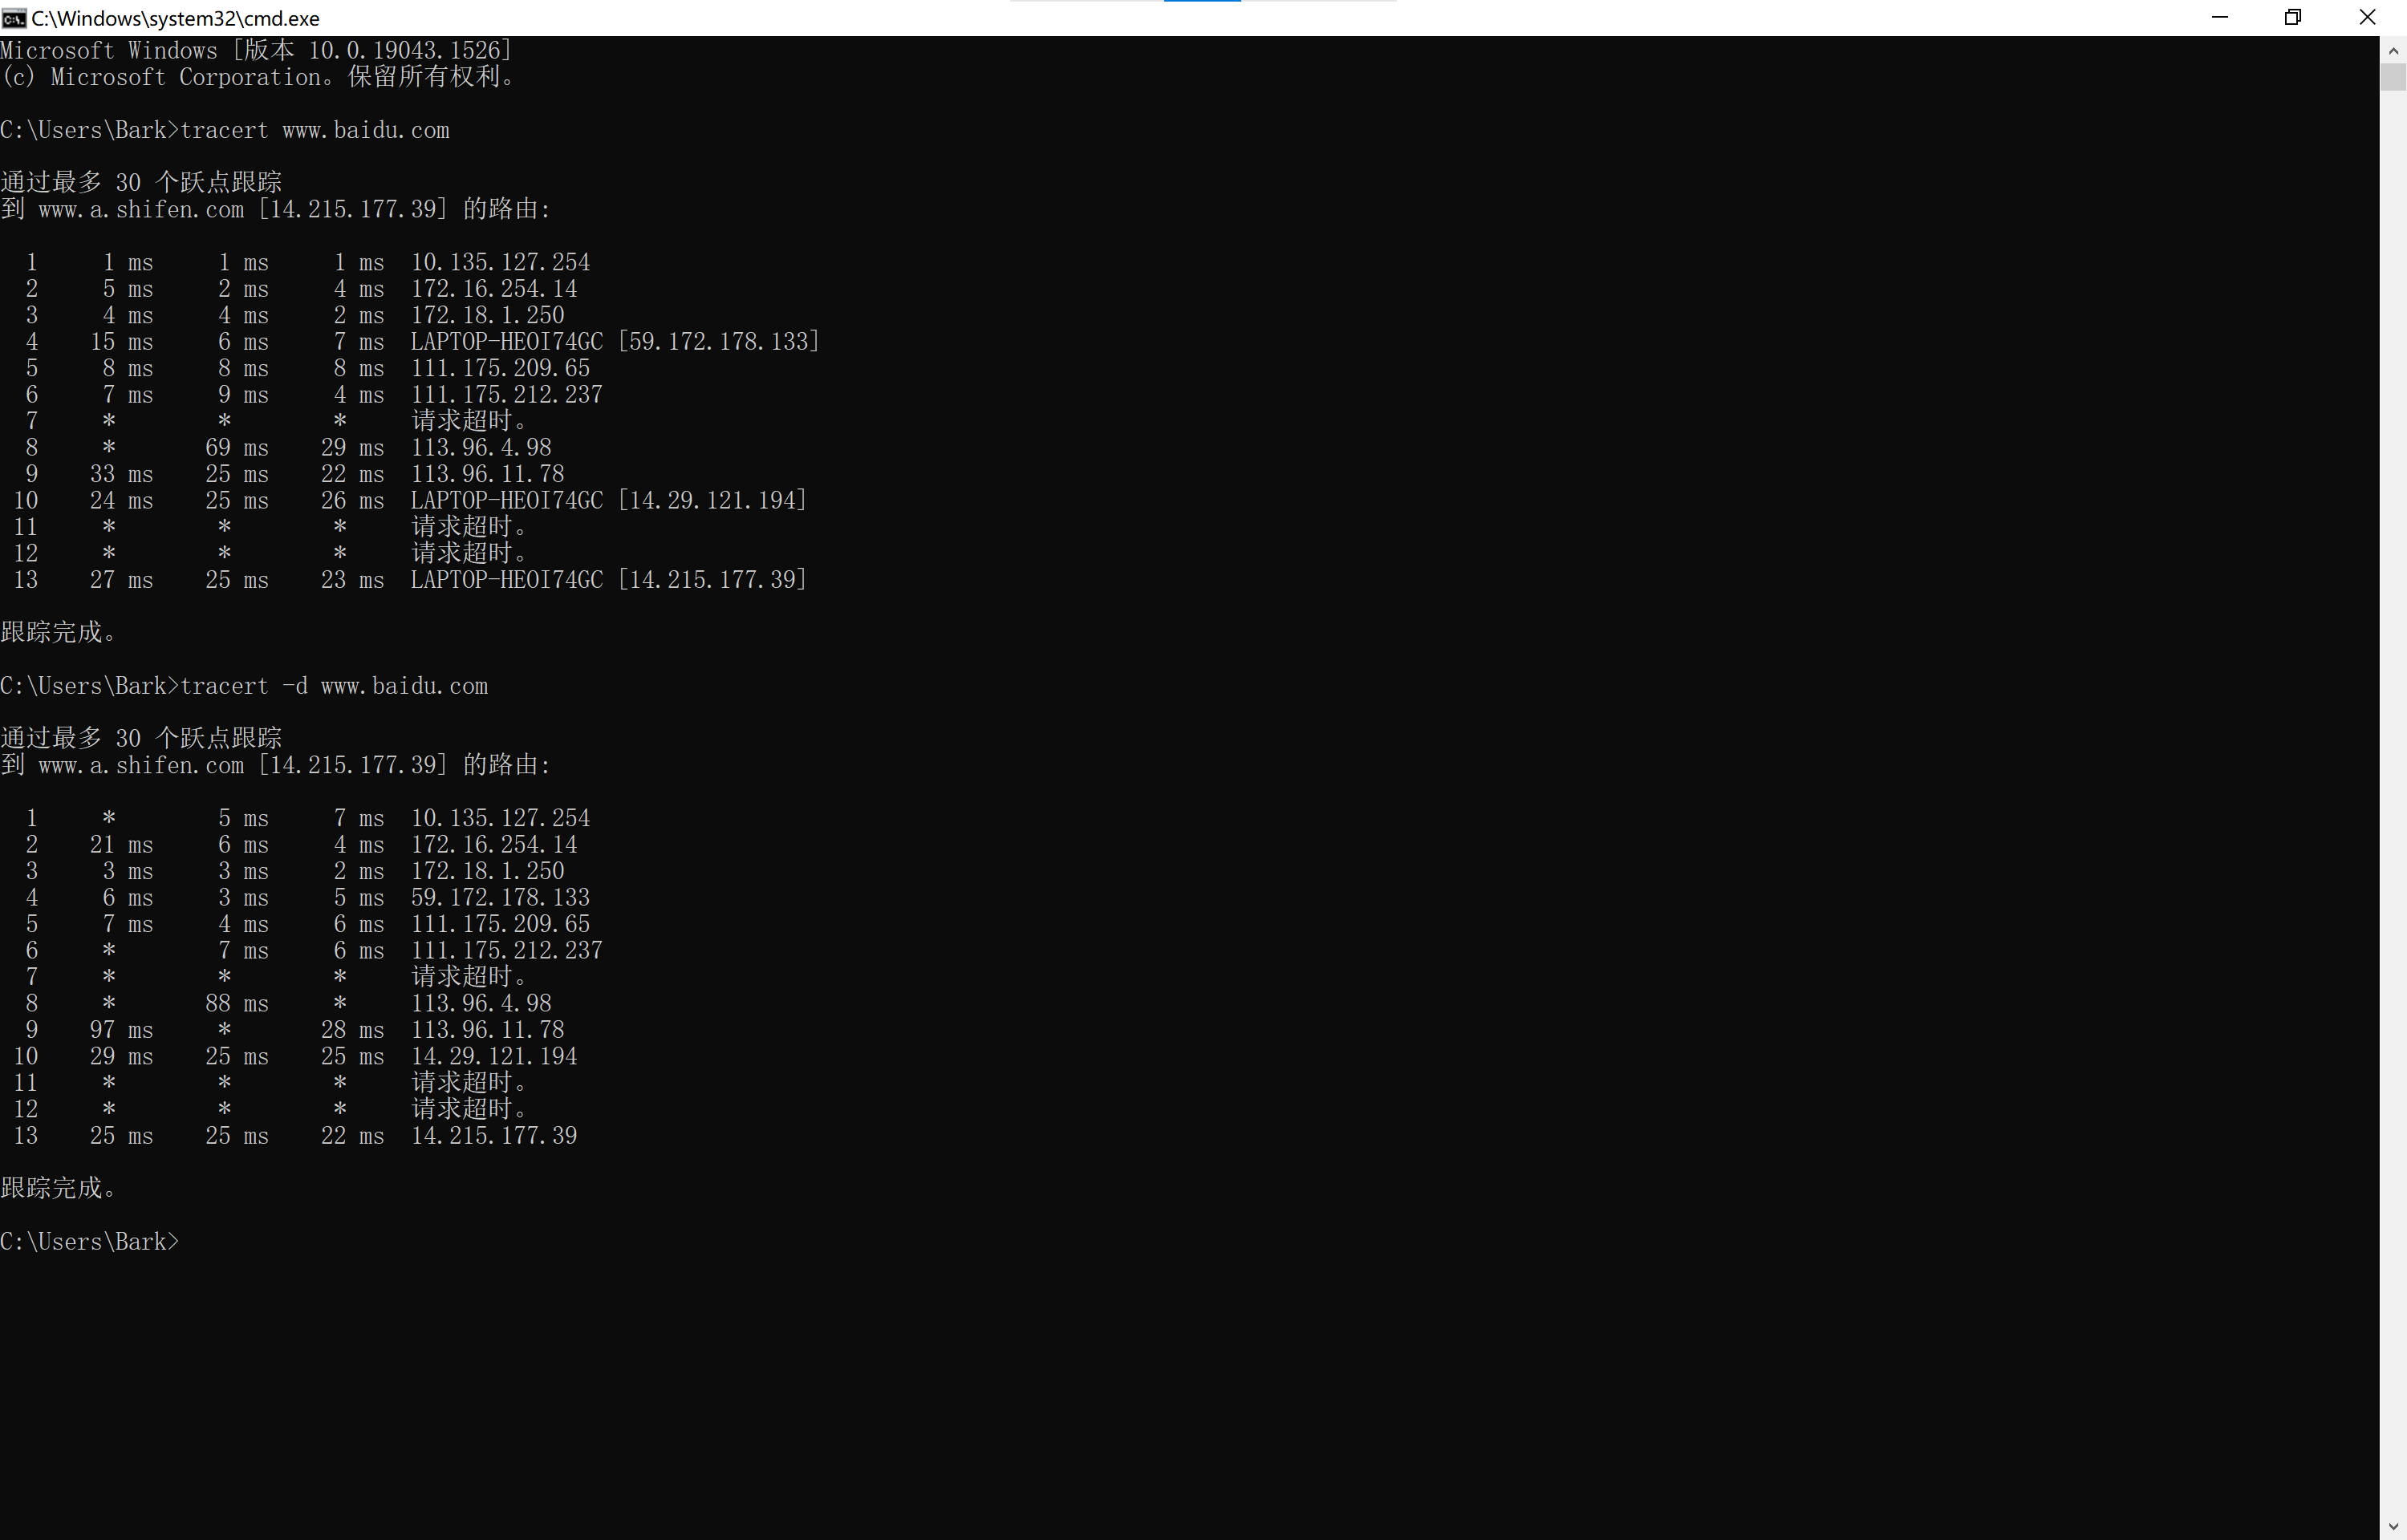 C:\Windows\system32\cmd.exe
Microsoft Windows [版本 10.0.19043.1526]
(c) Microsoft Corporation。保留所有权利。
C:\Users\Bark>tracert www.baidu.com
通过最多 30 个跃点跟踪
到 www.a.shifen.com [14.215.177.39] 的路由:
1 1 ms 1 ms 1 ms 10.135.127.254
2 5 ms 2 ms 4 ms 172.16.254.14
3 4 ms 4 ms 2 ms 172.18.1.250
4 15 ms 6 ms 7 ms LAPTOP-HEOI74GC [59.172.178.133]
5 8 ms 8 ms 8 ms 111.175.209.65
6 7 ms 9 ms 4 ms 111.175.212.237
7 * * * 请求超时。
8 * 69 ms 29 ms 113.96.4.98
9 33 ms 25 ms 22 ms 113.96.11.78
10 24 ms 25 ms 26 ms LAPTOP-HEOI74GC [14.29.121.194]
11 * * * 请求超时。
12 * * * 请求超时。
13 27 ms 25 ms 23 ms LAPTOP-HEOI74GC [14.215.177.39]
跟踪完成。
C:\Users\Bark>tracert -d www.baidu.com
通过最多 30 个跃点跟踪
到 www.a.shifen.com [14.215.177.39] 的路由:
1 * 5 ms 7 ms 10.135.127.254
2 21 ms 6 ms 4 ms 172.16.254.14
3 3 ms 3 ms 2 ms 172.18.1.250
4 6 ms 3 ms 5 ms 59.172.178.133
5 7 ms 4 ms 6 ms 111.175.209.65
6 * 7 ms 6 ms 111.175.212.237
7 * * * 请求超时。
8 * 88 ms * 113.96.4.98
9 97 ms * 28 ms 113.96.11.78
10 29 ms 25 ms 25 ms 14.29.121.194
11 * * * 请求超时。
12 * * * 请求超时。
13 25 ms 25 ms 22 ms 14.215.177.39
跟踪完成。
C:\Users\Bark>